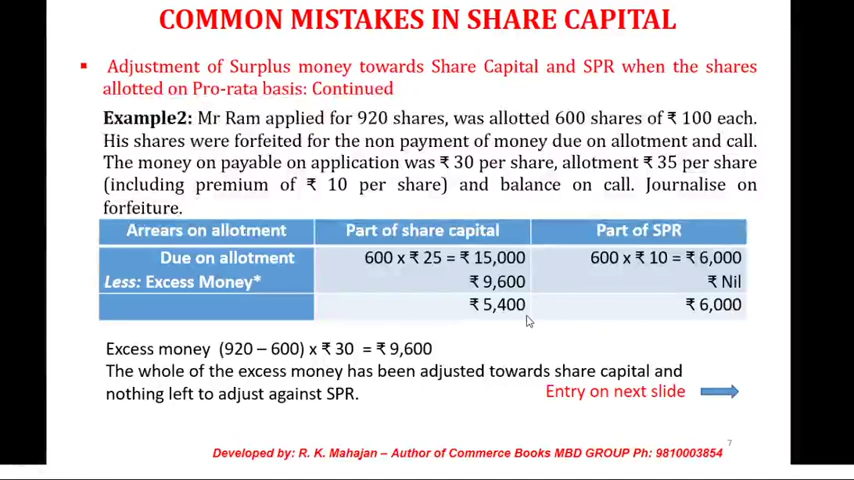 COMMON MISTAKES IN SHARE CAPITAL
▪ Adjustment of Surplus money towards Share Capital and SPR when the shares
allotted on Pro-rata basis: Continued
Example2: Mr Ram applied for 920 shares, was allotted 600 shares of ₹ 100 each.
His shares were forfeited for the non payment of money due on allotment and call.
The money on payable on application was ₹ 30 per share, allotment ₹ 35 per share
(including premium of ₹ 10 per share) and balance on call. Journalise on
forfeiture.
Arrears on allotment Part of share capital Part of SPR
Due on allotment 600 x ₹ 25 = ₹ 15,000 600 x ₹ 10 = ₹ 6,000
Less: Excess Money* ₹ 9,600 ₹ Nil
₹ 5,400 ₹ 6,000
Excess money (920 – 600) x ₹ 30 = ₹ 9,600
The whole of the excess money has been adjusted towards share capital and
nothing left to adjust against SPR.
Entry on next slide
7
Developed by: R. K. Mahajan – Author of Commerce Books MBD GROUP Ph: 9810003854